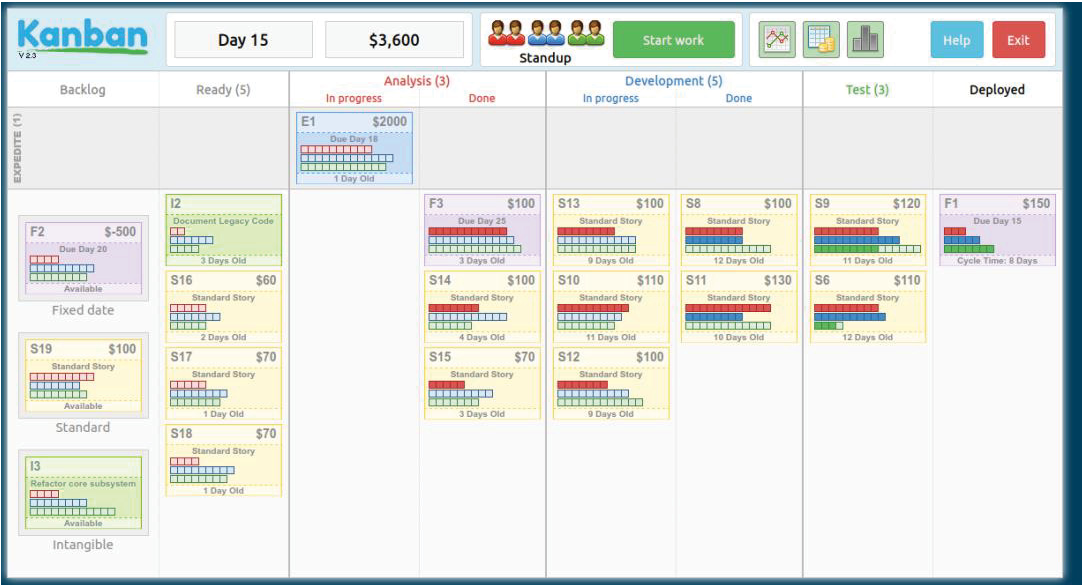 Kanban
V 2.3
Day 15
$3,600
Standup
Start work
Help
Exit
Backlog
Ready (5)
Analysis (3)
In progress
Done
Development (5)
In progress
Done
Test (3)
Deployed
EXPEDITE (1)
E1 $2000
Due Day 18
1 Day Old
F2 $-500
Due Day 20
Available
Fixed date
S19 $100
Standard Story
Available
Standard
I3
Refactor core subsystem
Available
Intangible
I2
Document Legacy Code
3 Days Old
S16 $60
Standard Story
2 Days Old
S17 $70
Standard Story
1 Day Old
S18 $70
Standard Story
1 Day Old
F3 $100
Due Day 25
3 Days Old
S14 $100
Standard Story
4 Days Old
S15 $70
Standard Story
3 Days Old
S13 $100
Standard Story
9 Days Old
S10 $110
Standard Story
11 Days Old
S12 $100
Standard Story
9 Days Old
S8 $100
Standard Story
12 Days Old
S11 $130
Standard Story
10 Days Old
S9 $120
Standard Story
11 Days Old
S6 $110
Standard Story
12 Days Old
F1 $150
Due Day 15
Cycle Time: 8 Days